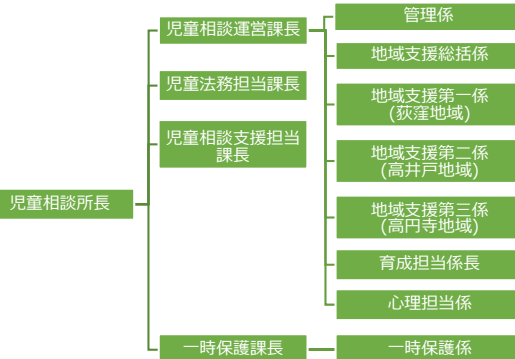 児童相談所長
児童相談運営課長
児童法務担当課長
児童相談支援担当
課長
一時保護課長
管理係
地域支援総括係
地域支援第一係
(荻窪地域)
地域支援第二係
(高井戸地域)
地域支援第三係
(高円寺地域)
育成担当係長
心理担当係
一時保護係